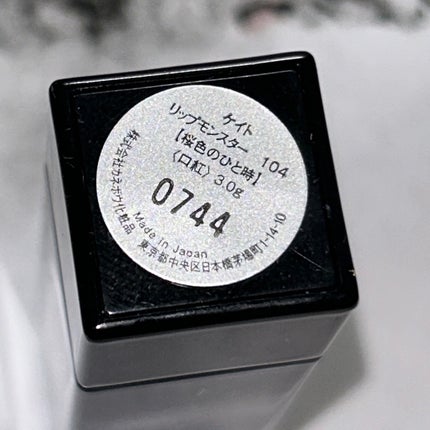 ケイト
リップモンスター 104
【桜色のひと時】
〈口紅〉3.0g
0744
Made in Japan
株式会社カネボウ化粧品
東京都中央区日本橋茅場町1-14-10